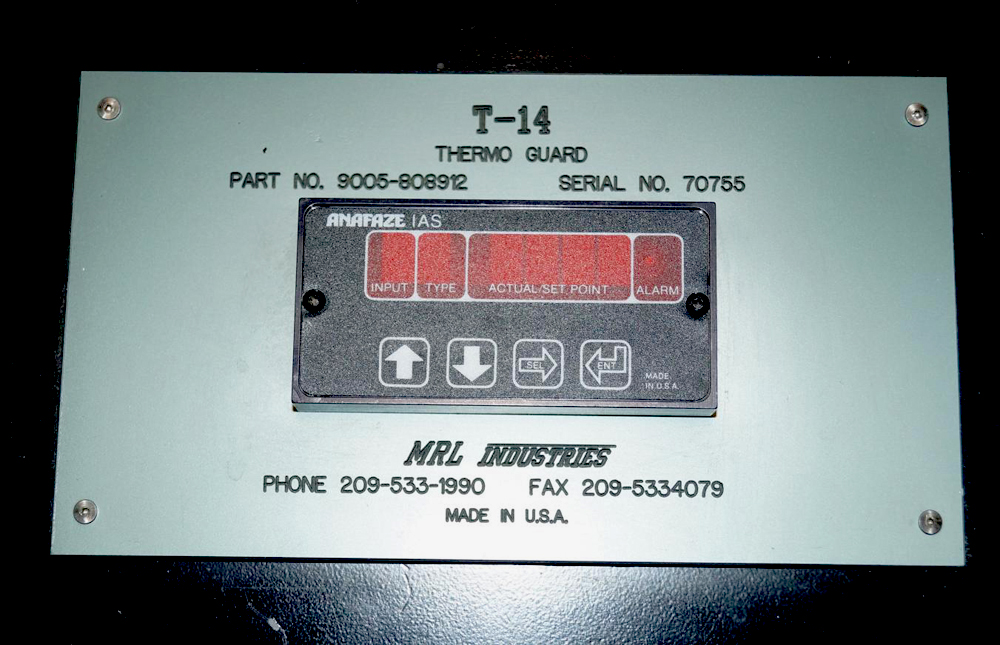 T-14
THERMO GUARD
PART NO. 9005-808912 SERIAL NO. 70755
ANAFAZE IAS
INPUT TYPE ACTUAL/SET POINT ALARM
SEL ENT
MADE
IN U.S.A.
MRL INDUSTRIES
PHONE 209-533-1990 FAX 209-5334079
MADE IN U.S.A.